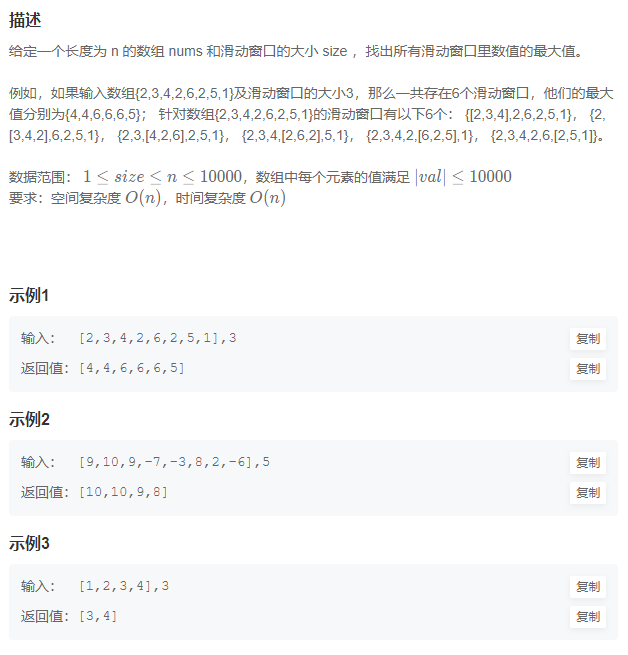 描述
给定一个长度为 n 的数组 nums 和滑动窗口的大小 size ，找出所有滑动窗口里数值的最大值。
例如，如果输入数组{2,3,4,2,6,2,5,1}及滑动窗口的大小3，那么一共存在6个滑动窗口，他们的最大
值分别为{4,4,6,6,6,5}； 针对数组{2,3,4,2,6,2,5,1}的滑动窗口有以下6个： {[2,3,4],2,6,2,5,1}， {2,
[3,4,2],6,2,5,1}， {2,3,[4,2,6],2,5,1}， {2,3,4,[2,6,2],5,1}， {2,3,4,2,[6,2,5],1}， {2,3,4,2,6,[2,5,1]}。
数据范围： 1 ≤ size ≤ n ≤ 10000，数组中每个元素的值满足 |val| ≤ 10000
要求：空间复杂度 O(n)，时间复杂度 O(n)
示例1
输入： [2,3,4,2,6,2,5,1],3 复制
返回值： [4,4,6,6,6,5] 复制
示例2
输入： [9,10,9,-7,-3,8,2,-6],5 复制
返回值： [10,10,9,8] 复制
示例3
输入： [1,2,3,4],3 复制
返回值： [3,4] 复制